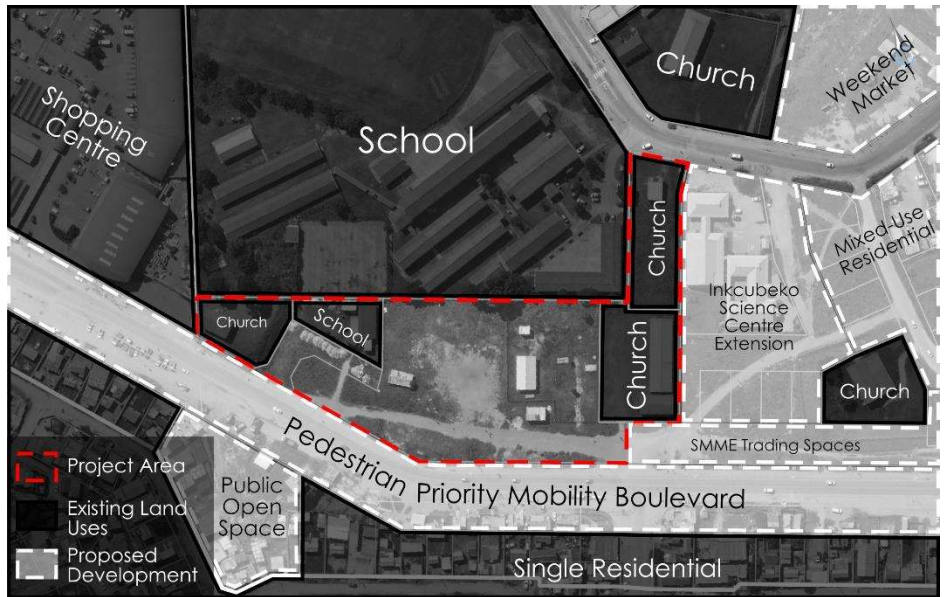 Shopping
Centre
School
Church
Weekend
Market
Church
Inkcubeko
Science
Centre
Extension
Mixed-Use
Residential
Church
School
Church
Church
SMME Trading Spaces
Pedestrian Priority Mobility Boulevard
Public
Open
Space
Single Residential
Project Area
Existing Land
Uses
Proposed
Development